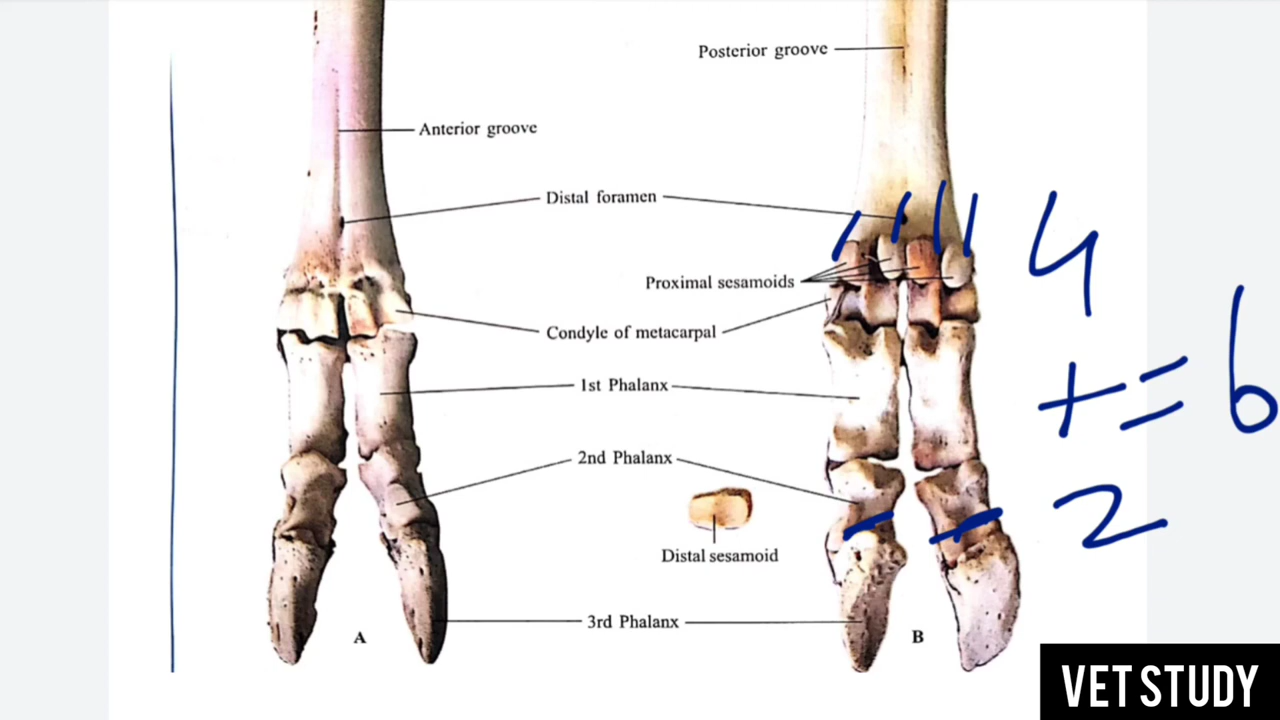 Posterior groove
Anterior groove
Distal foramen
4
Proximal sesamoids
Condyle of metacarpal
1st Phalanx
+ = 6
2nd Phalanx
2
Distal sesamoid
3rd Phalanx
A
B
VET STUDY